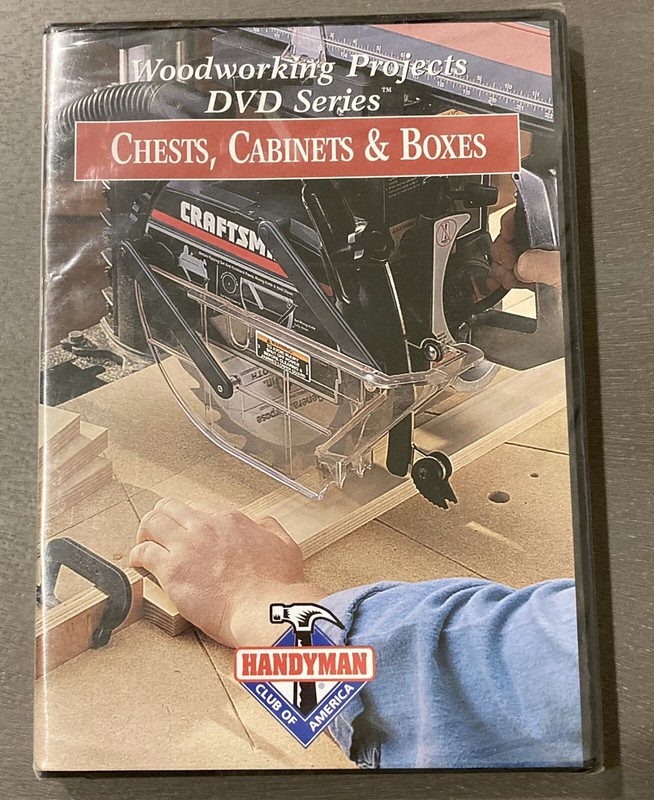 Woodworking Projects
DVD Series™
CHESTS, CABINETS & BOXES
CRAFTSM
HANDYMAN
CLUB OF AMERICA